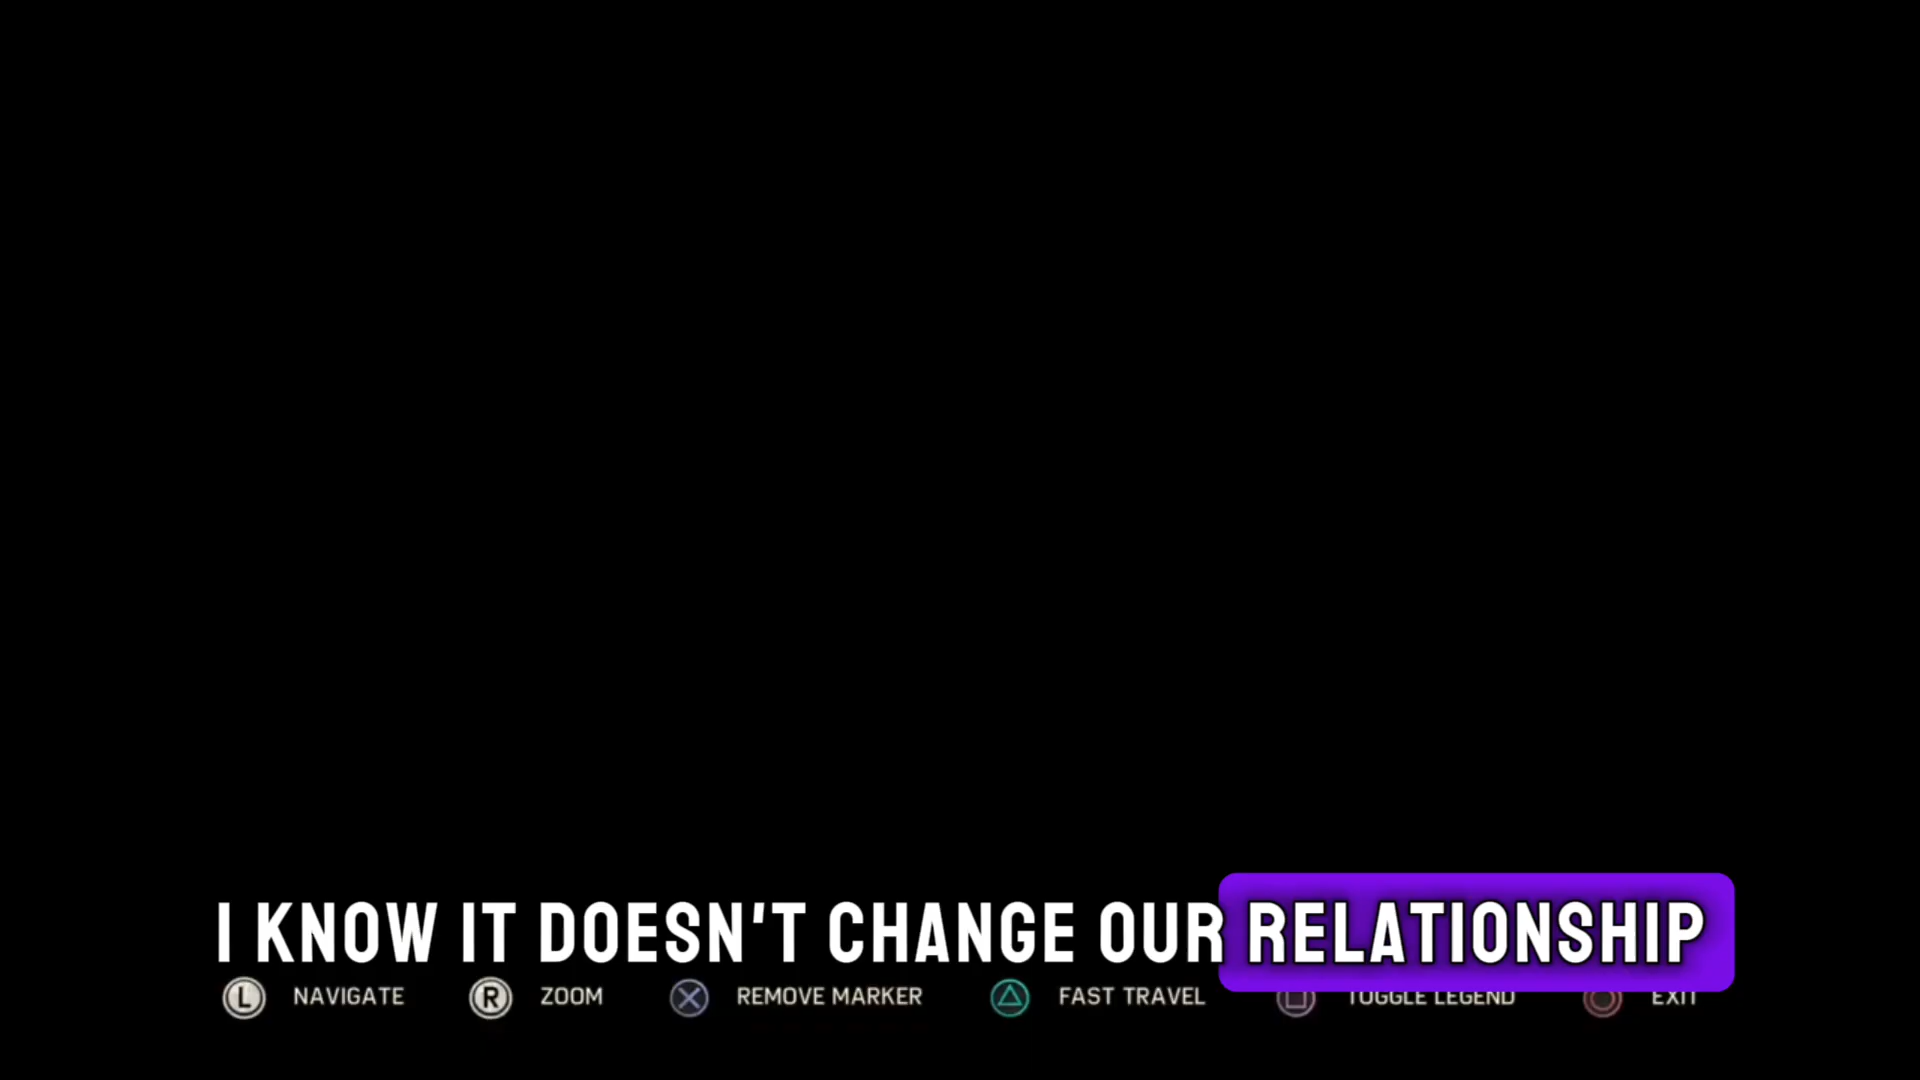 I KNOW IT DOESN'T CHANGE OUR RELATIONSHIP
L NAVIGATE R ZOOM REMOVE MARKER FAST TRAVEL TOGGLE LEGEND EXIT